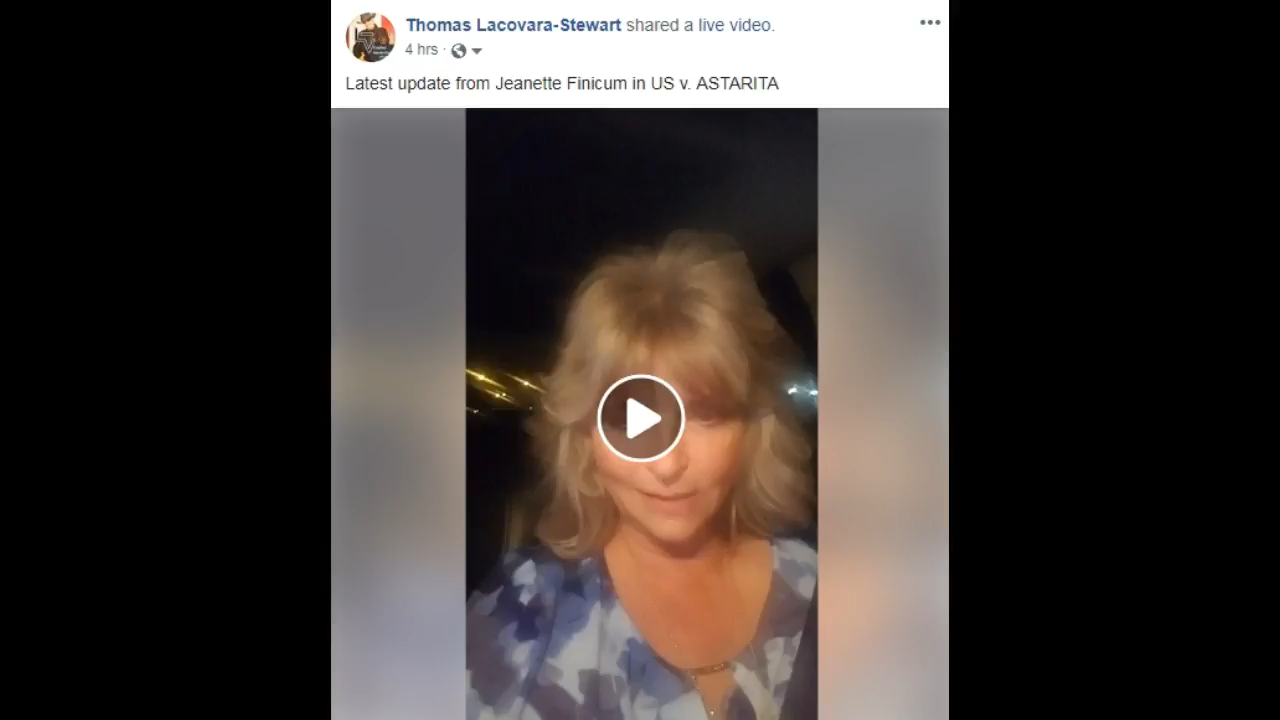 Thomas Lacovara-Stewart shared a live video.
4 hrs ·
Latest update from Jeanette Finicum in US v. ASTARITA